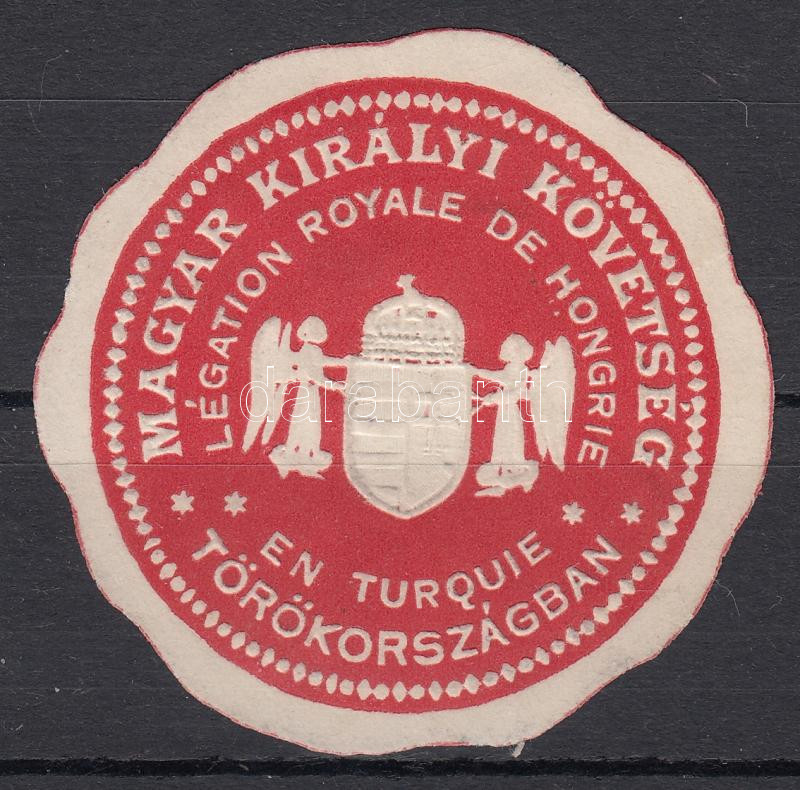 MAGYAR KIRÁLYI KÖVETSÉG
LÉGATION ROYALE DE HONGRIE
darabanth
EN TURQUIE
TÖRÖKORSZÁGBAN